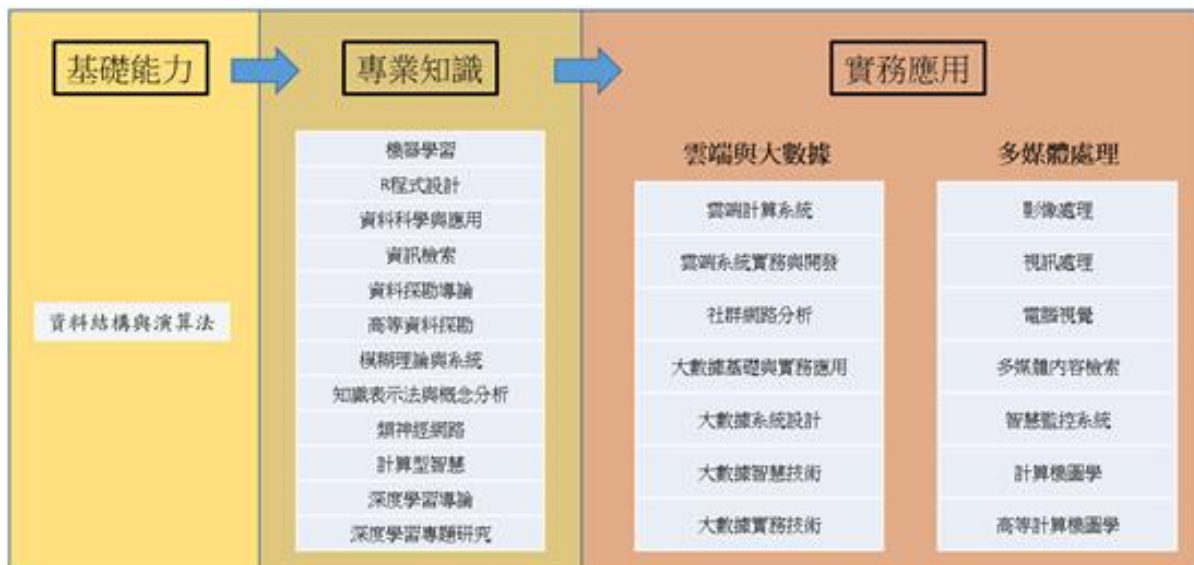 基礎能力
資料結構與演算法
專業知識
機器學習
R程式設計
資料科學與應用
資訊檢索
資料探勘導論
高等資料探勘
模糊理論與系統
知識表示法與概念分析
類神經網路
計算型智慧
深度學習導論
深度學習專題研究
實務應用
雲端與大數據
雲端計算系統
雲端系統實務與開發
社群網路分析
大數據基礎與實務應用
大數據系統設計
大數據智慧技術
大數據實務技術
多媒體處理
影像處理
視訊處理
電腦視覺
多媒體內容檢索
智慧監控系統
計算機圖學
高等計算機圖學